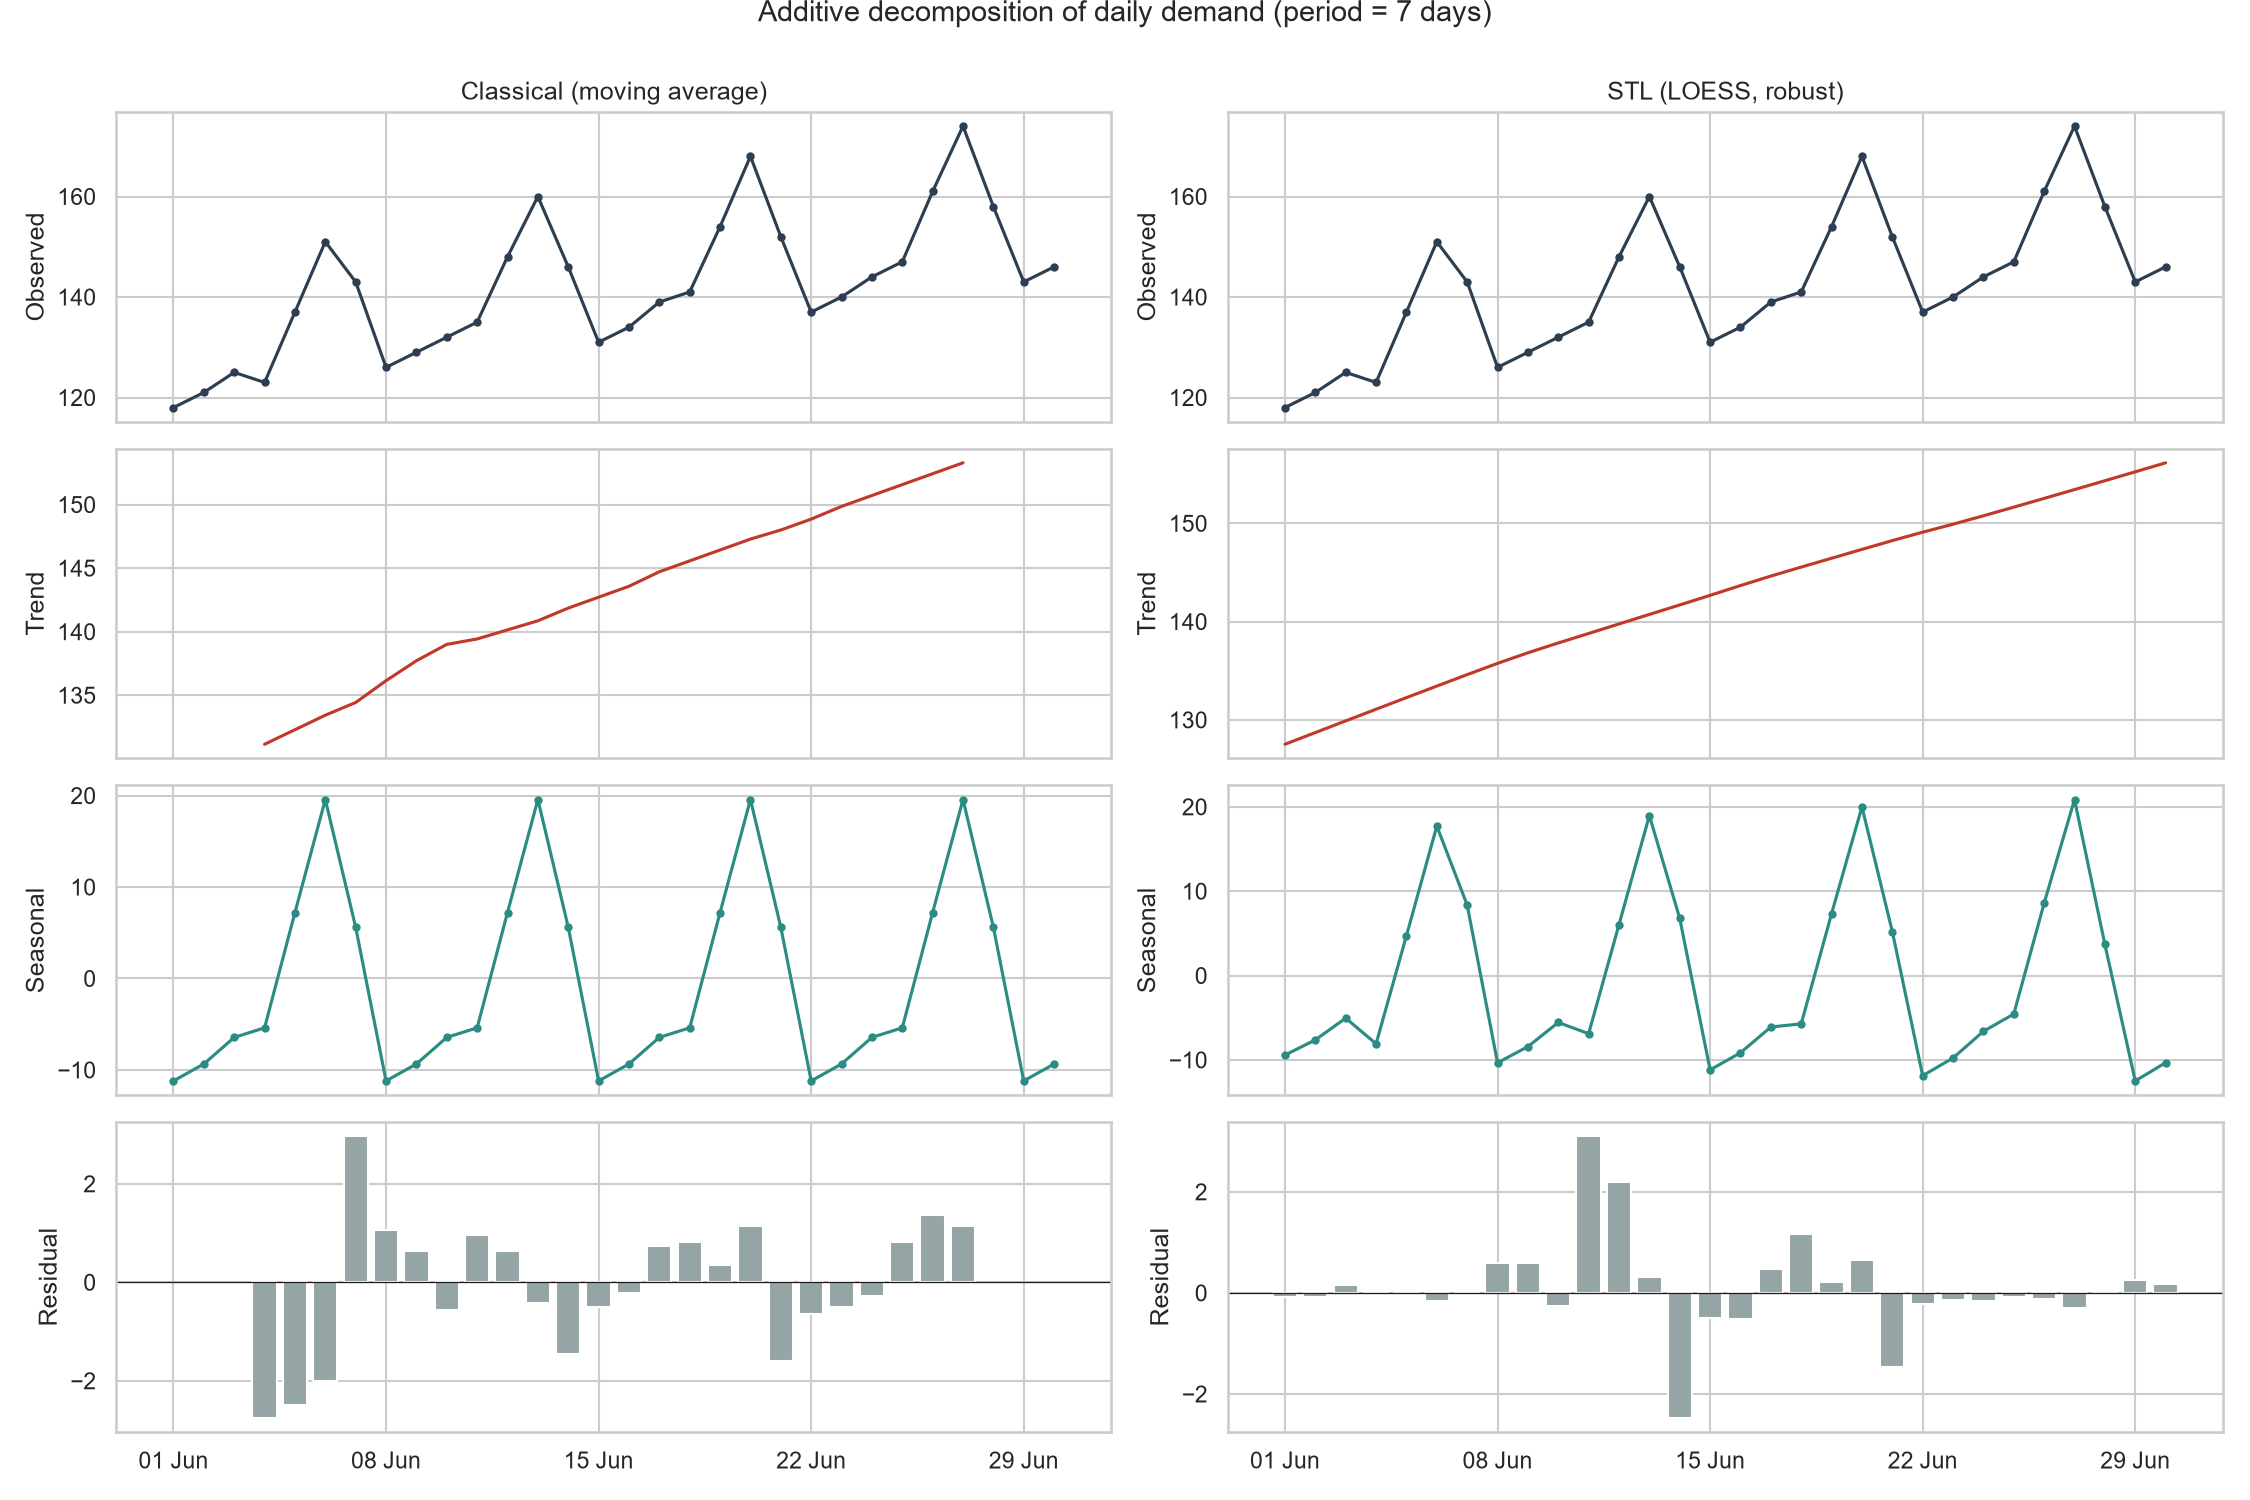 Additive decomposition of daily demand (period = 7 days)
Classical (moving average)
Observed
160
140
120
Trend
150
145
140
135
Seasonal
20
10
0
−10
Residual
2
0
−2
01 Jun
08 Jun
15 Jun
22 Jun
29 Jun
STL (LOESS, robust)
Observed
160
140
120
Trend
150
140
130
Seasonal
20
10
0
−10
Residual
2
0
−2
01 Jun
08 Jun
15 Jun
22 Jun
29 Jun